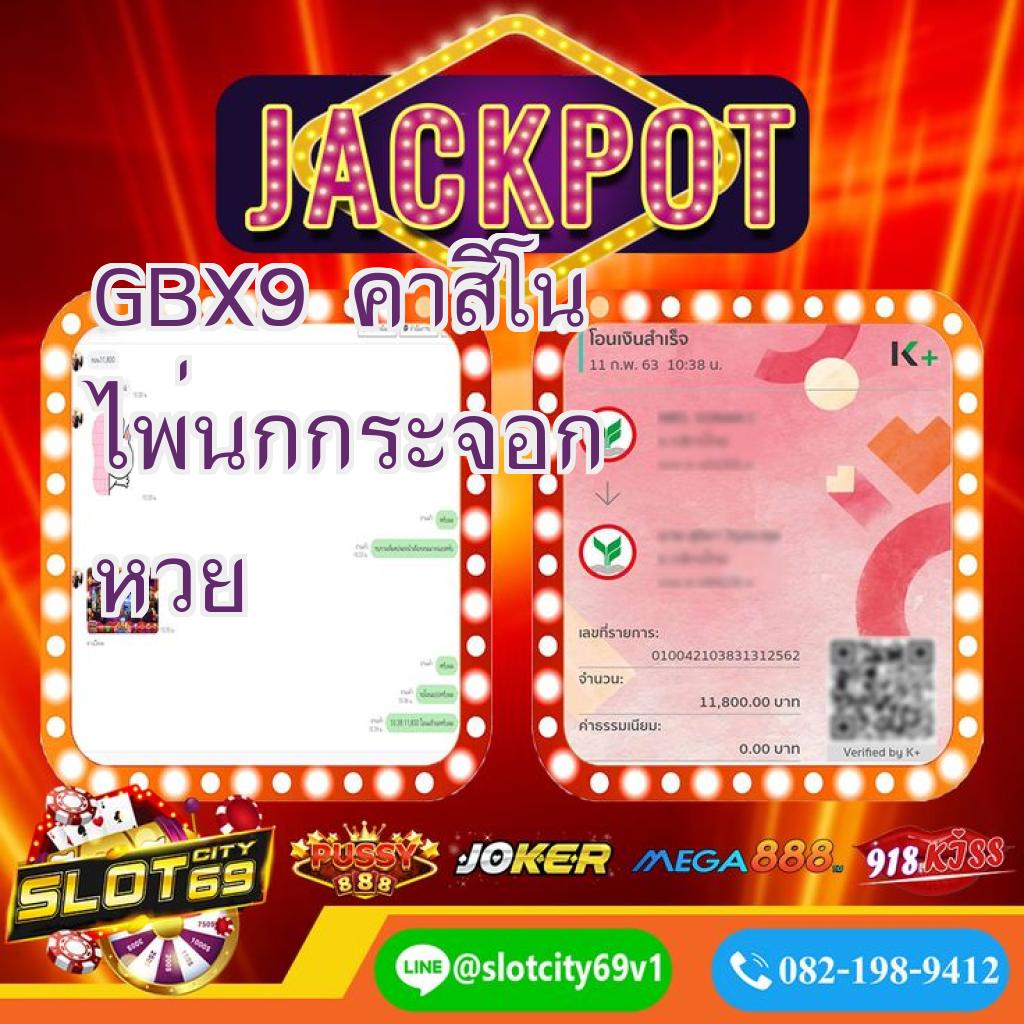 JACKPOT
GBX9 คาสิโน
ไพ่นกกระจอก
หวย
โอนเงินสำเร็จ
11 ก.พ. 63 10:38 น.
K+
เลขที่รายการ:
010042103831312562
จำนวน:
11,800.00 บาท
ค่าธรรมเนียม:
0.00 บาท
Verified by K+
SLOT CITY 69
PUSSY 888
JOKER
MEGA888
918KISS
LINE @slotcity69v1
082-198-9412